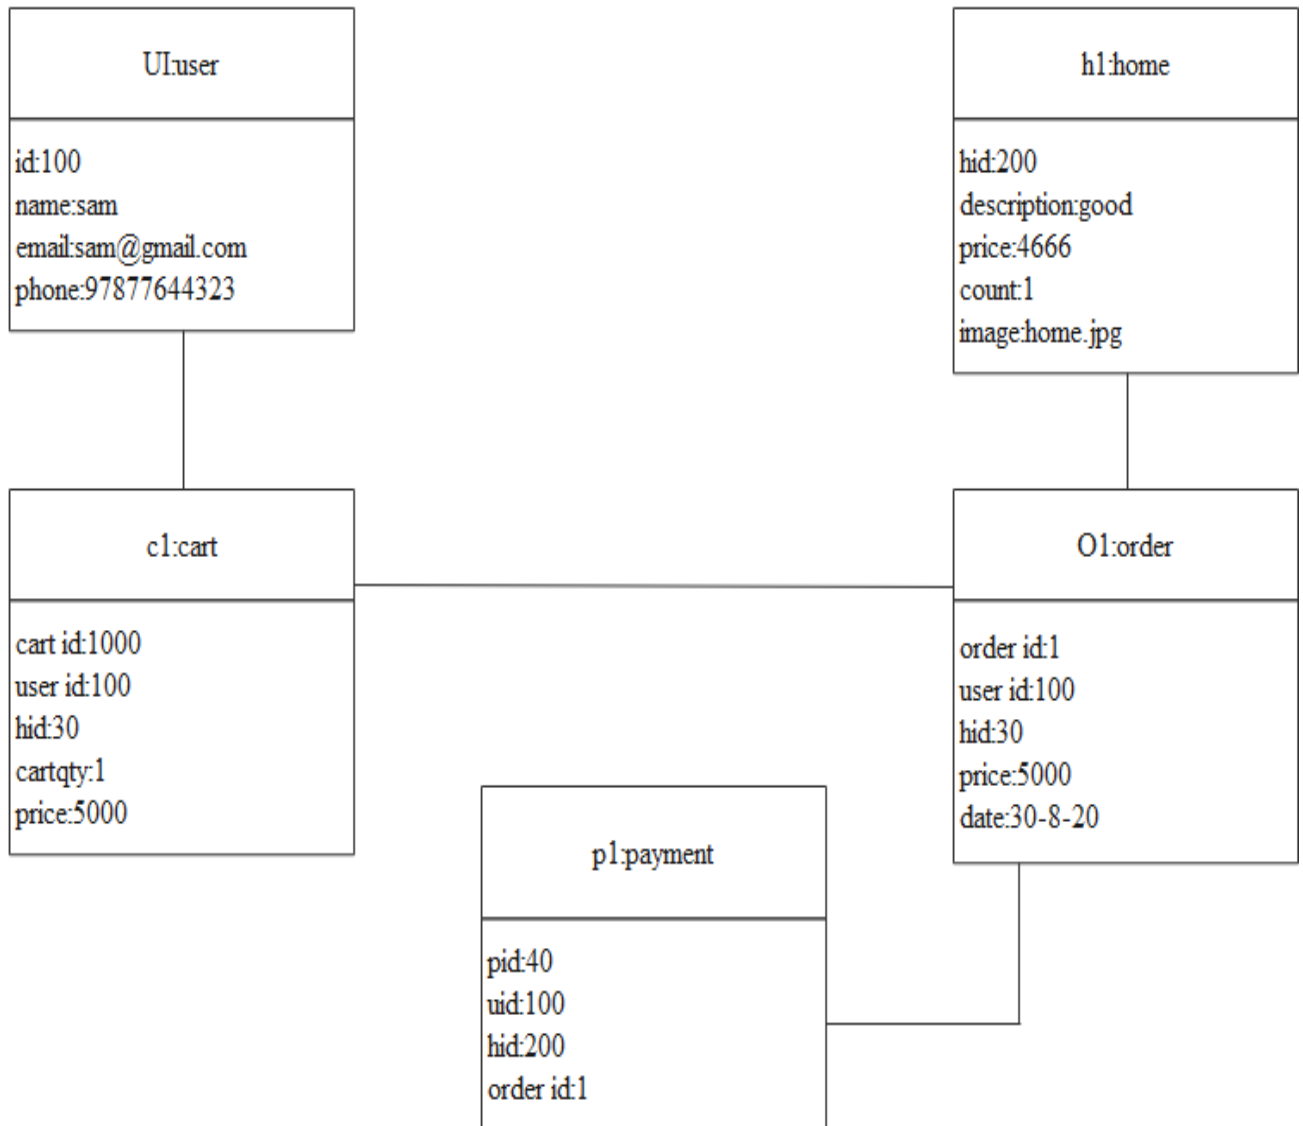 UI:user
id:100
name:sam
email:sam@gmail.com
phone:97877644323
h1:home
hid:200
description:good
price:4666
count:1
image:home.jpg
c1:cart
cart id:1000
user id:100
hid:30
cartqty:1
price:5000
O1:order
order id:1
user id:100
hid:30
price:5000
date:30-8-20
p1:payment
pid:40
uid:100
hid:200
order id:1